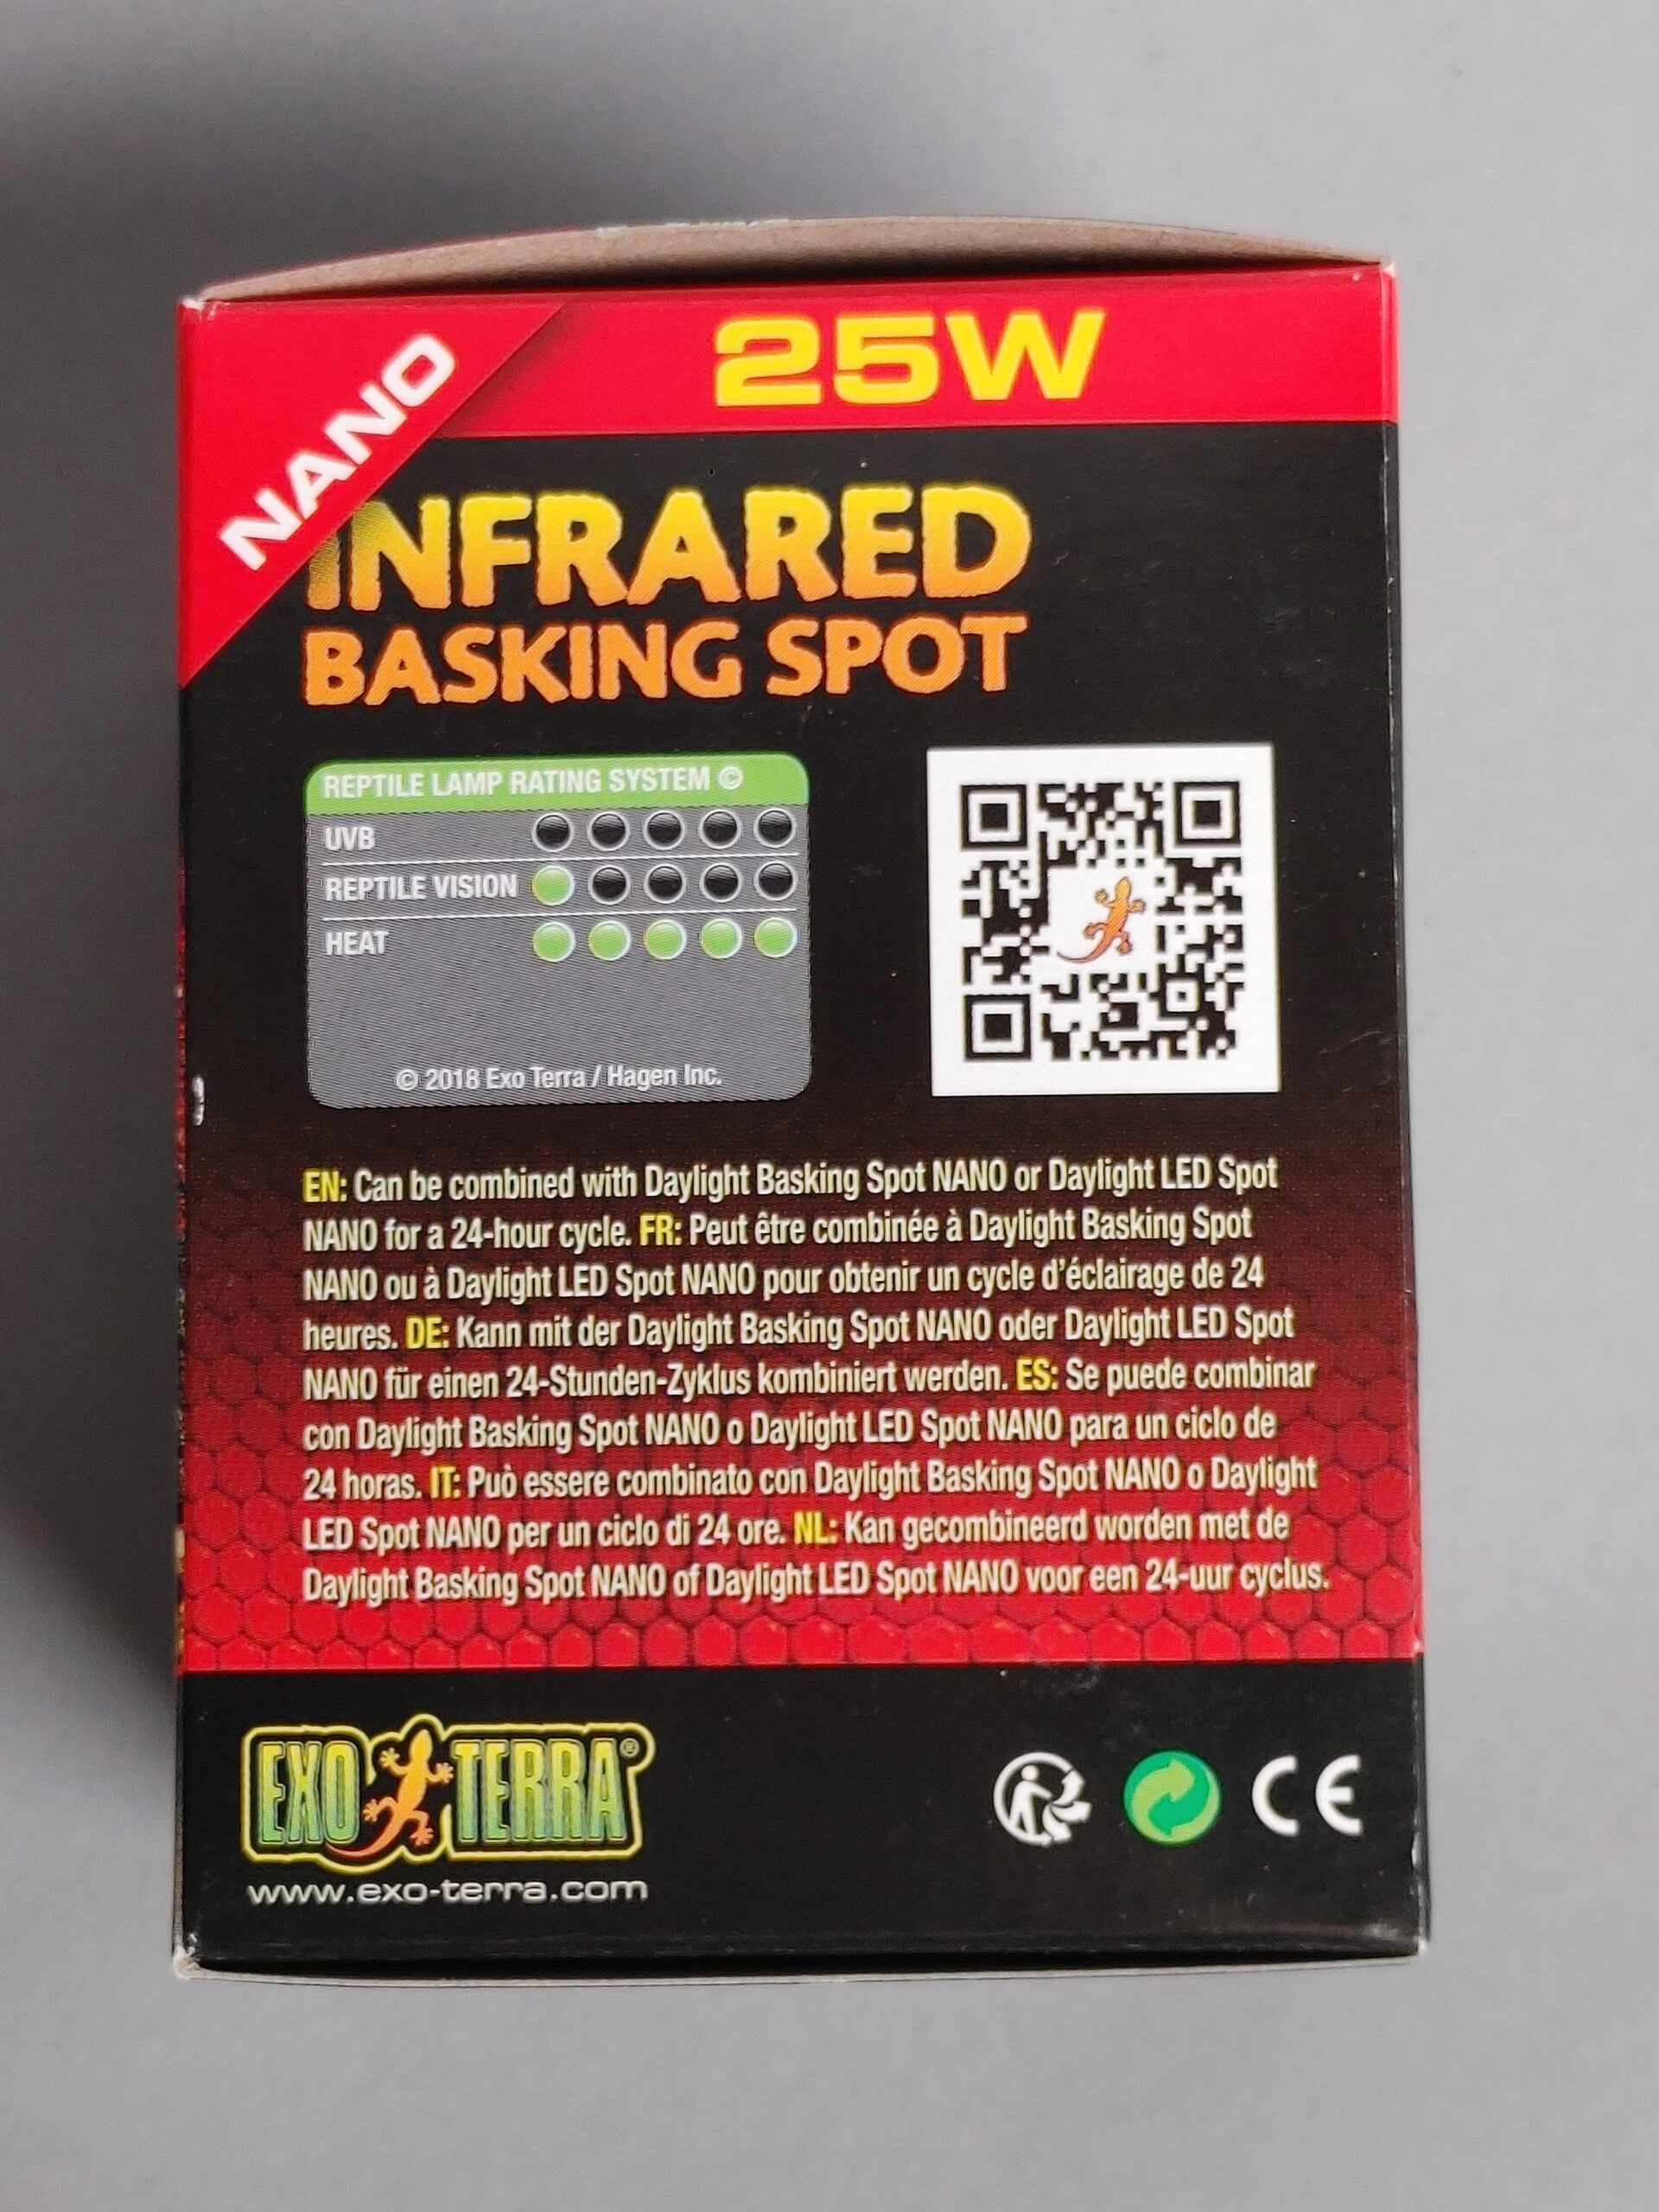 NANO
25W
INFRARED
BASKING SPOT
REPTILE LAMP RATING SYSTEM ©
UVB
REPTILE VISION
HEAT
© 2018 Exo Terra / Hagen Inc.
EN: Can be combined with Daylight Basking Spot NANO or Daylight LED Spot
NANO for a 24-hour cycle. FR: Peut être combinée à Daylight Basking Spot
NANO ou à Daylight LED Spot NANO pour obtenir un cycle d'éclairage de 24
heures. DE: Kann mit der Daylight Basking Spot NANO oder Daylight LED Spot
NANO für einen 24-Stunden-Zyklus kombiniert werden. ES: Se puede combinar
con Daylight Basking Spot NANO o Daylight LED Spot NANO para un ciclo de
24 horas. IT: Può essere combinato con Daylight Basking Spot NANO o Daylight
LED Spot NANO per un ciclo di 24 ore. NL: Kan gecombineerd worden met de
Daylight Basking Spot NANO of Daylight LED Spot NANO voor een 24-uur cyclus.
EXO TERRA®
www.exo-terra.com
CE